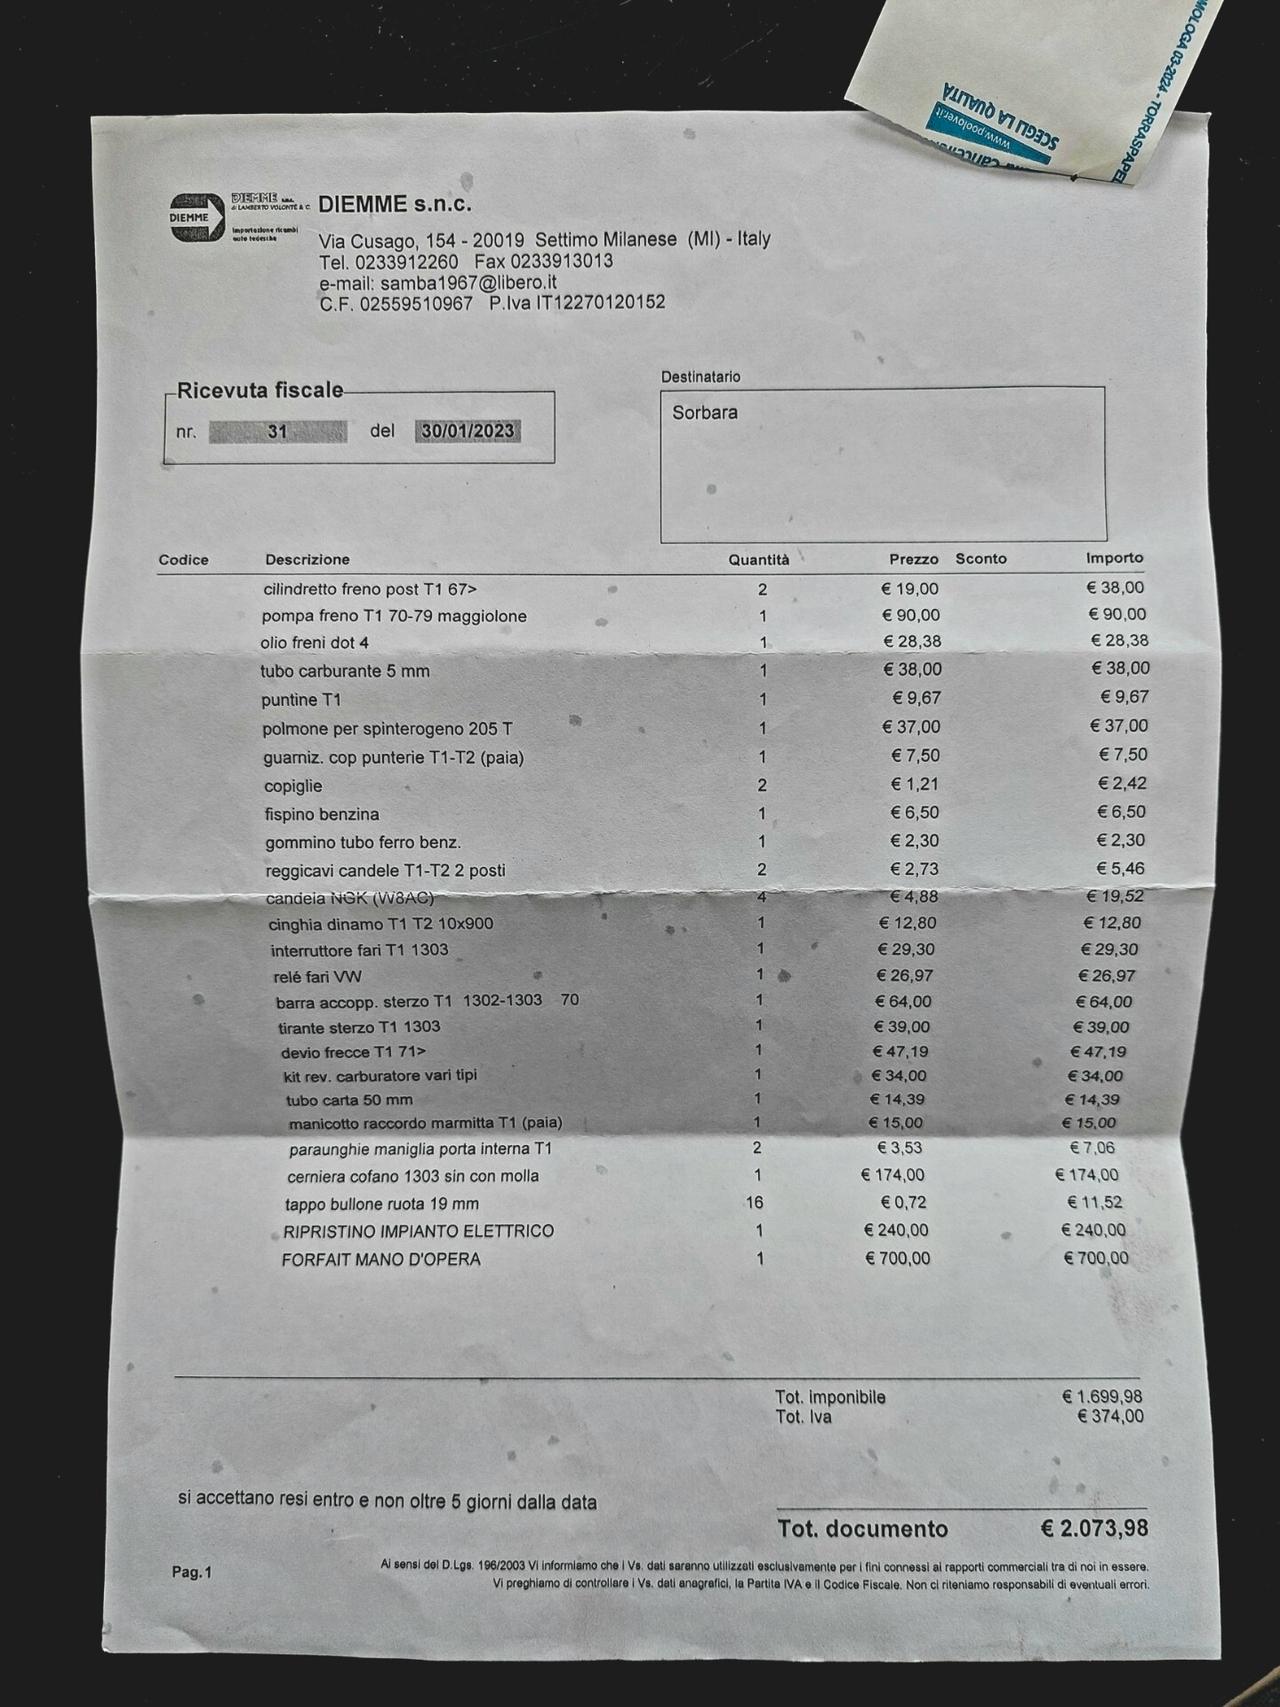 OMOLOGA 03-2024 - TORRASPAPEL
SCEGLI LA QUALITÀ
www.poolover.it
DIEMME
DIEMME s.n.c.
di LAMBERTO VOLONTÉ & C.
importazione ricambi
auto tedesche
DIEMME s.n.c.
Via Cusago, 154 - 20019 Settimo Milanese (MI) - Italy
Tel. 0233912260 Fax 0233913013
e-mail: samba1967@libero.it
C.F. 02559510967 P.Iva IT12270120152
Ricevuta fiscale
nr. 31 del 30/01/2023
Destinatario
Sorbara
Codice Descrizione Quantità Prezzo Sconto Importo
cilindretto freno post T1 67> 2 € 19,00 € 38,00
pompa freno T1 70-79 maggiolone 1 € 90,00 € 90,00
olio freni dot 4 1 € 28,38 € 28,38
tubo carburante 5 mm 1 € 38,00 € 38,00
puntine T1 1 € 9,67 € 9,67
polmone per spinterogeno 205 T 1 € 37,00 € 37,00
guarniz. cop punterie T1-T2 (paia) 1 € 7,50 € 7,50
copiglie 2 € 1,21 € 2,42
fispino benzina 1 € 6,50 € 6,50
gommino tubo ferro benz. 1 € 2,30 € 2,30
reggicavi candele T1-T2 2 posti 2 € 2,73 € 5,46
candela NGK (W8AC) 4 € 4,88 € 19,52
cinghia dinamo T1 T2 10x900 1 € 12,80 € 12,80
interruttore fari T1 1303 1 € 29,30 € 29,30
relé fari VW 1 € 26,97 € 26,97
barra accopp. sterzo T1 1302-1303 70 1 € 64,00 € 64,00
tirante sterzo T1 1303 1 € 39,00 € 39,00
devio frecce T1 71> 1 € 47,19 € 47,19
kit rev. carburatore vari tipi 1 € 34,00 € 34,00
tubo carta 50 mm 1 € 14,39 € 14,39
manicotto raccordo marmitta T1 (paia) 1 € 15,00 € 15,00
paraunghie maniglia porta interna T1 2 € 3,53 € 7,06
cerniera cofano 1303 sin con molla 1 € 174,00 € 174,00
tappo bullone ruota 19 mm 16 € 0,72 € 11,52
RIPRISTINO IMPIANTO ELETTRICO 1 € 240,00 € 240,00
FORFAIT MANO D'OPERA 1 € 700,00 € 700,00
Tot. imponibile € 1.699,98
Tot. Iva € 374,00
si accettano resi entro e non oltre 5 giorni dalla data
Tot. documento € 2.073,98
Pag. 1
Ai sensi del D.Lgs. 196/2003 Vi informiamo che i Vs. dati saranno utilizzati esclusivamente per i fini connessi ai rapporti commerciali tra di noi in essere.
Vi preghiamo di controllare i Vs. dati anagrafici, la Partita IVA e il Codice Fiscale. Non ci riteniamo responsabili di eventuali errori.